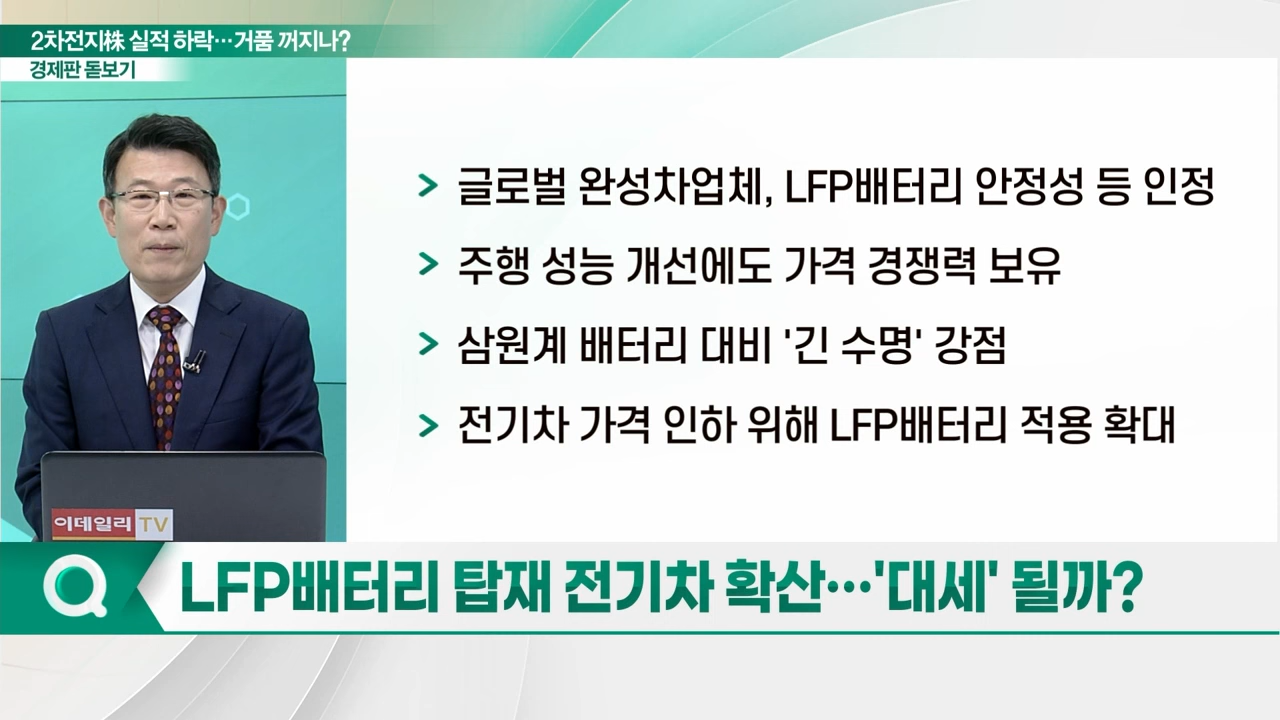 2차전지株 실적 하락…거품 꺼지나?
경제판 돋보기
> 글로벌 완성차업체, LFP배터리 안정성 등 인정
> 주행 성능 개선에도 가격 경쟁력 보유
> 삼원계 배터리 대비 '긴 수명' 강점
> 전기차 가격 인하 위해 LFP배터리 적용 확대
이데일리 TV
LFP배터리 탑재 전기차 확산…'대세' 될까?